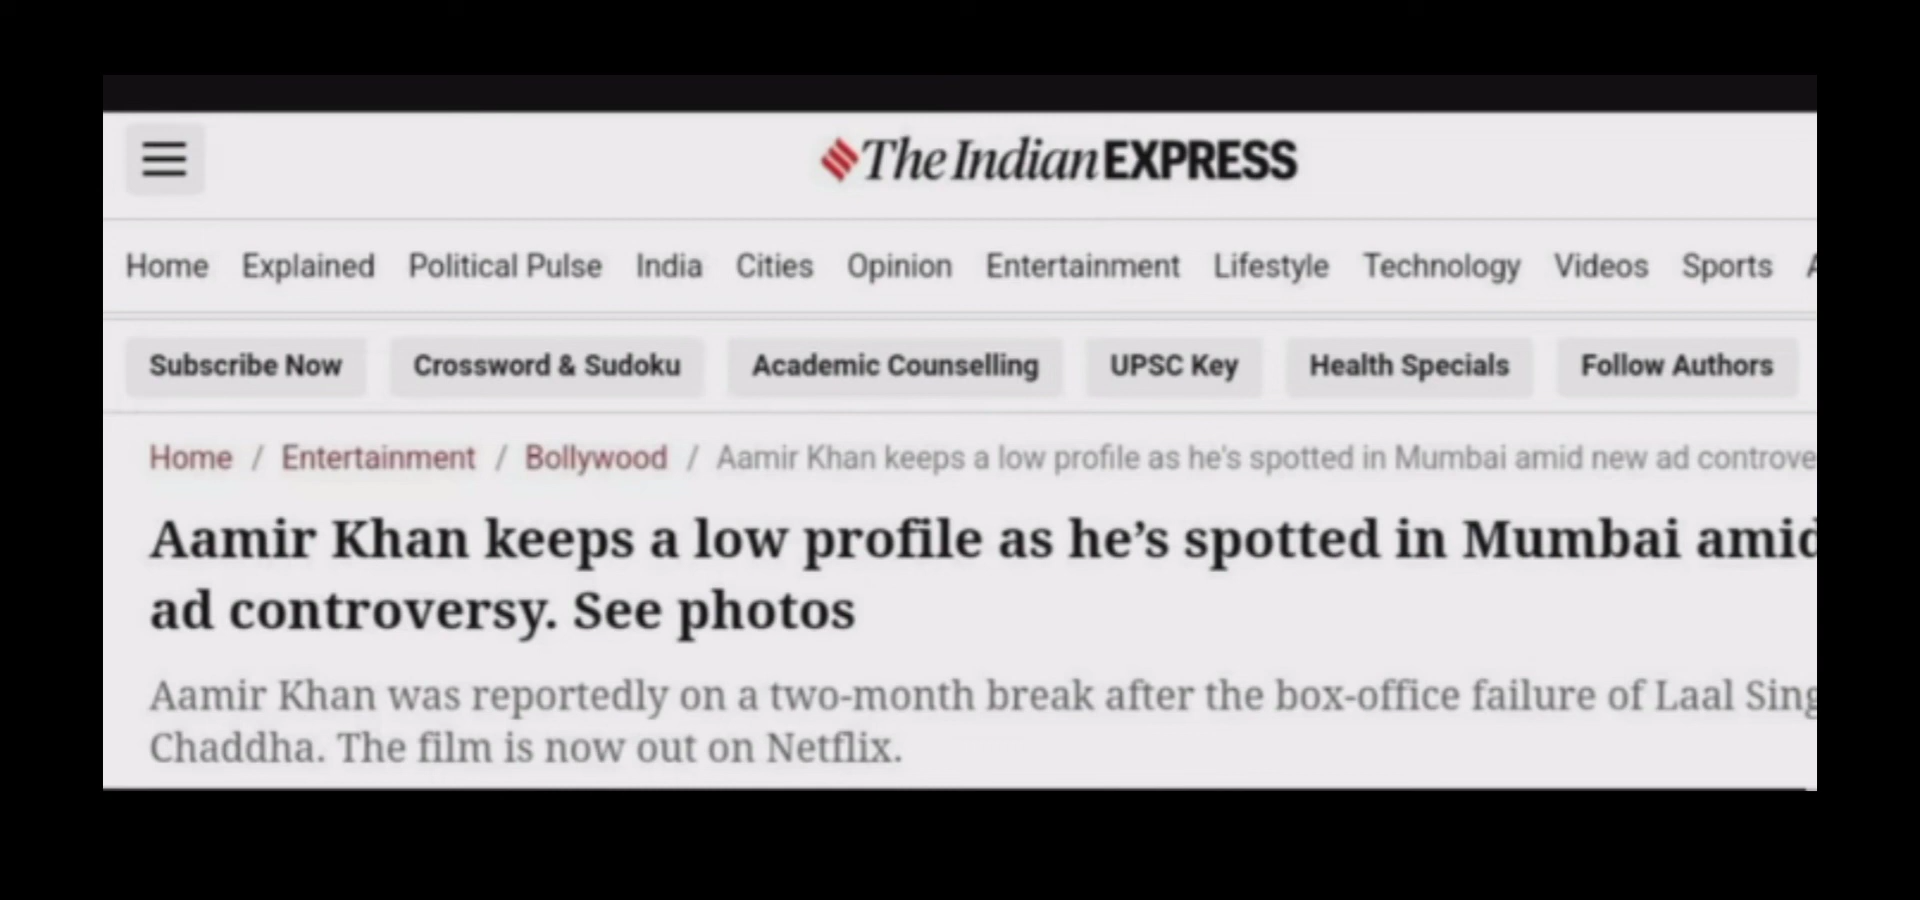 The Indian EXPRESS
Home Explained Political Pulse India Cities Opinion Entertainment Lifestyle Technology Videos Sports
Subscribe Now Crossword & Sudoku Academic Counselling UPSC Key Health Specials Follow Authors
Home / Entertainment / Bollywood / Aamir Khan keeps a low profile as he's spotted in Mumbai amid new ad controve
Aamir Khan keeps a low profile as he’s spotted in Mumbai amid
ad controversy. See photos
Aamir Khan was reportedly on a two-month break after the box-office failure of Laal Sing
Chaddha. The film is now out on Netflix.